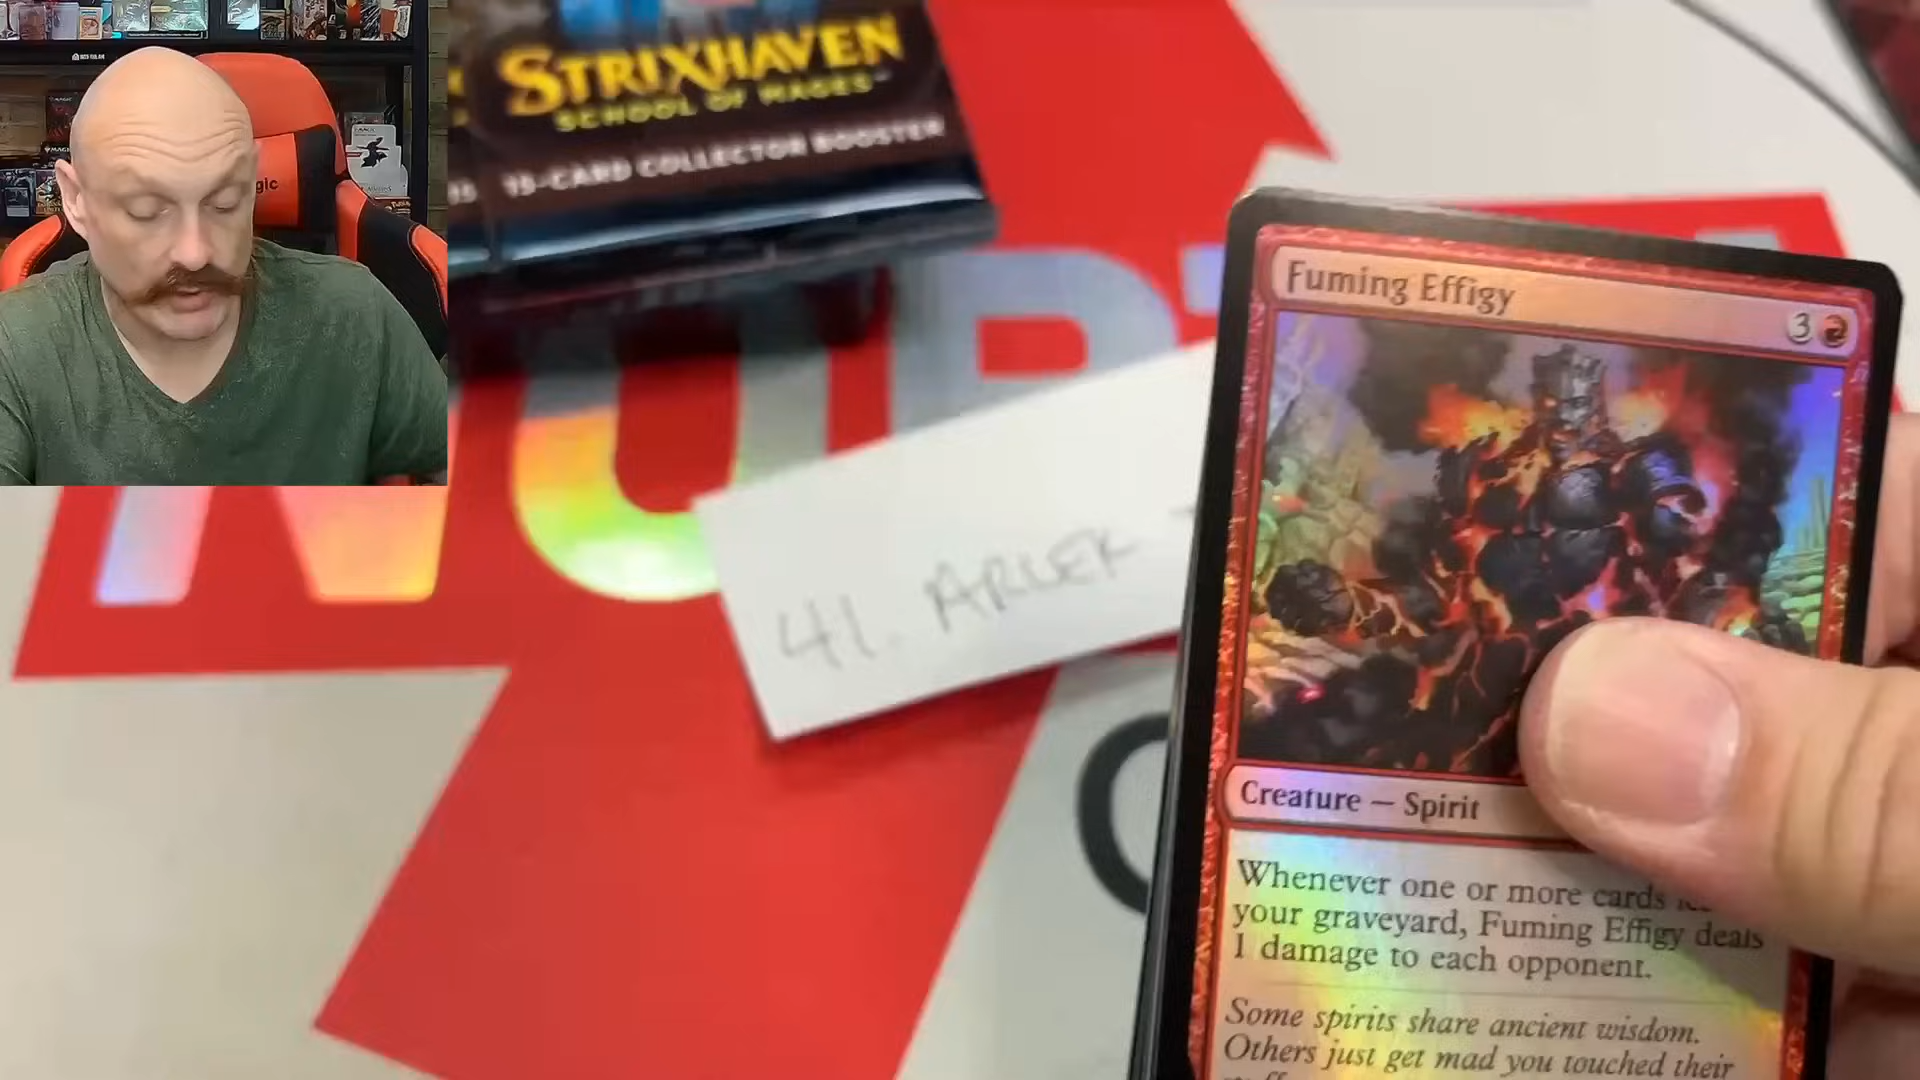 STRIXHAVEN
SCHOOL OF MAGES™
15-CARD COLLECTOR BOOSTER
41. ARLEK
Fuming Effigy
3
Creature — Spirit
Whenever one or more cards
your graveyard, Fuming Effigy deals
1 damage to each opponent.
Some spirits share ancient wisdom.
Others just get mad you touched their